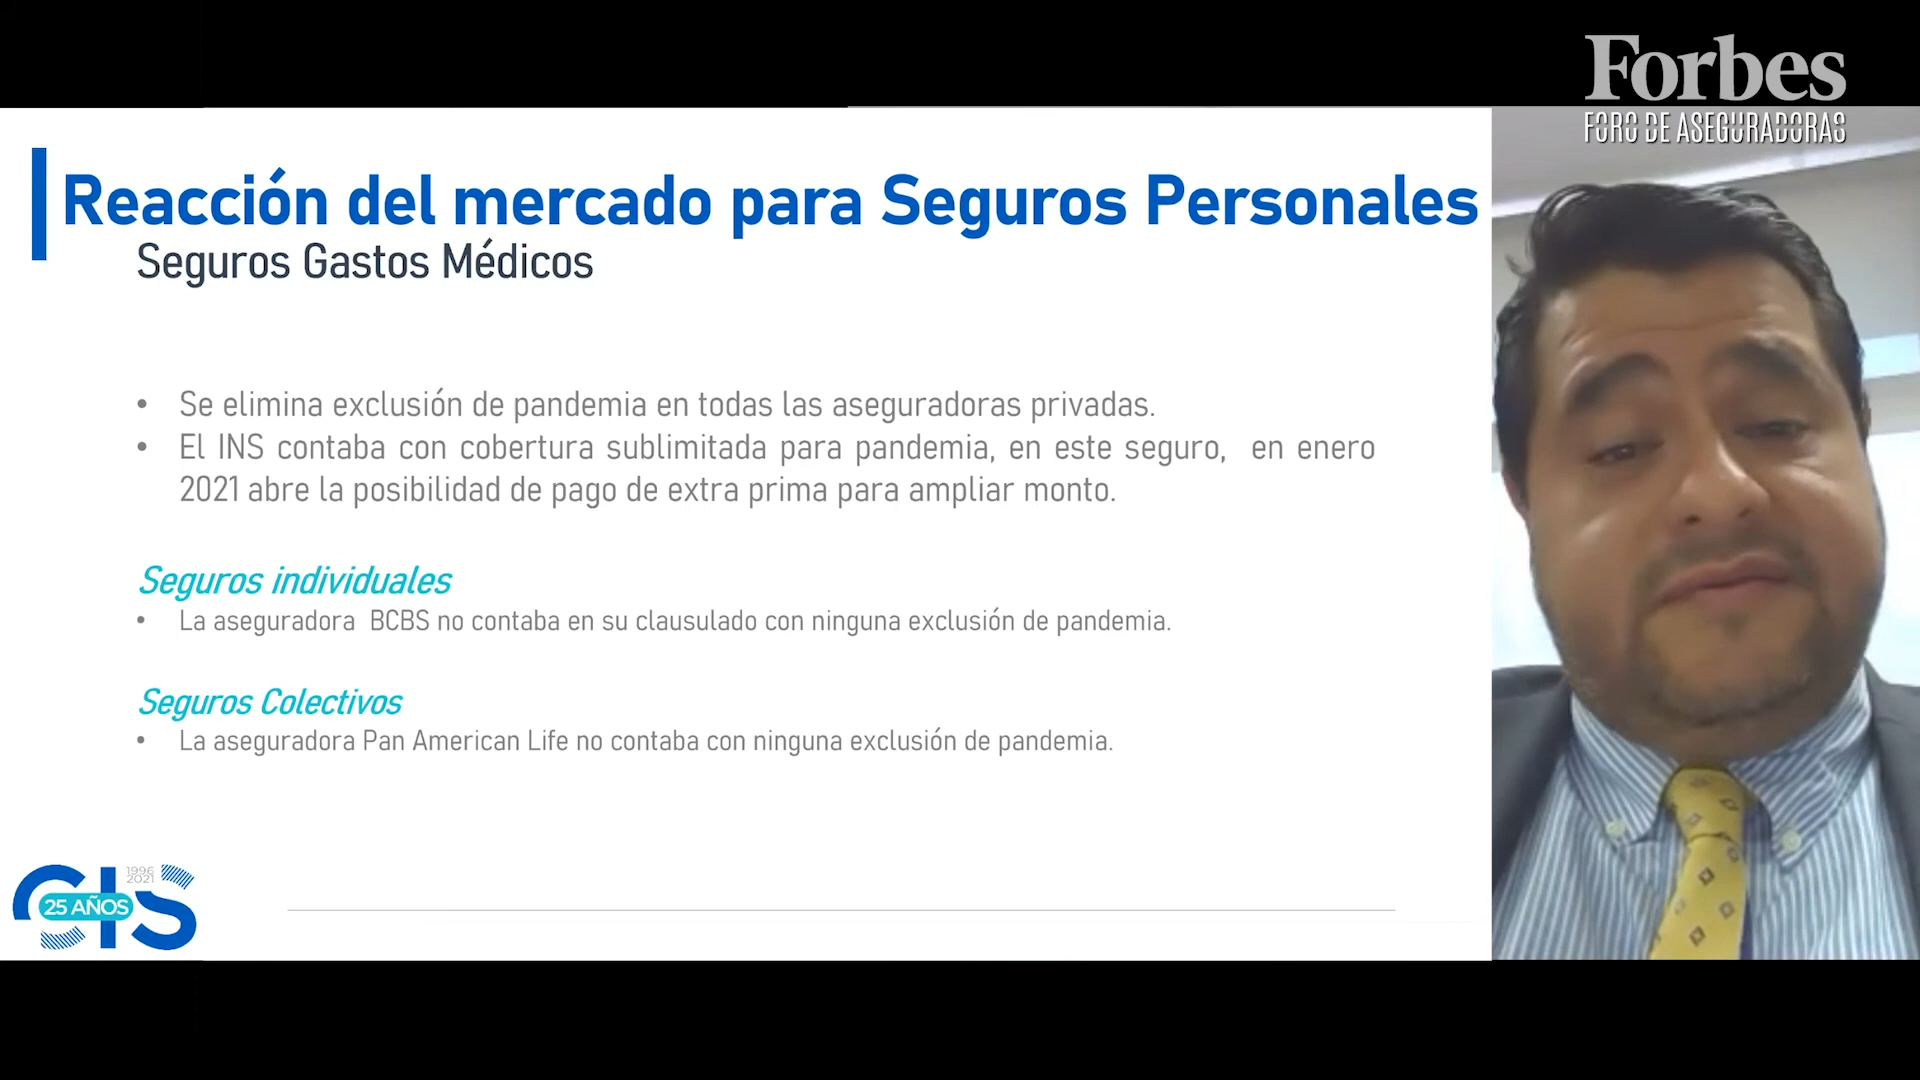 Forbes
FORO DE ASEGURADORAS
Reacción del mercado para Seguros Personales
Seguros Gastos Médicos
• Se elimina exclusión de pandemia en todas las aseguradoras privadas.
• El INS contaba con cobertura sublimitada para pandemia, en este seguro, en enero
2021 abre la posibilidad de pago de extra prima para ampliar monto.
Seguros individuales
• La aseguradora BCBS no contaba en su clausulado con ninguna exclusión de pandemia.
Seguros Colectivos
• La aseguradora Pan American Life no contaba con ninguna exclusión de pandemia.
CIS
1996
2021
25 AÑOS